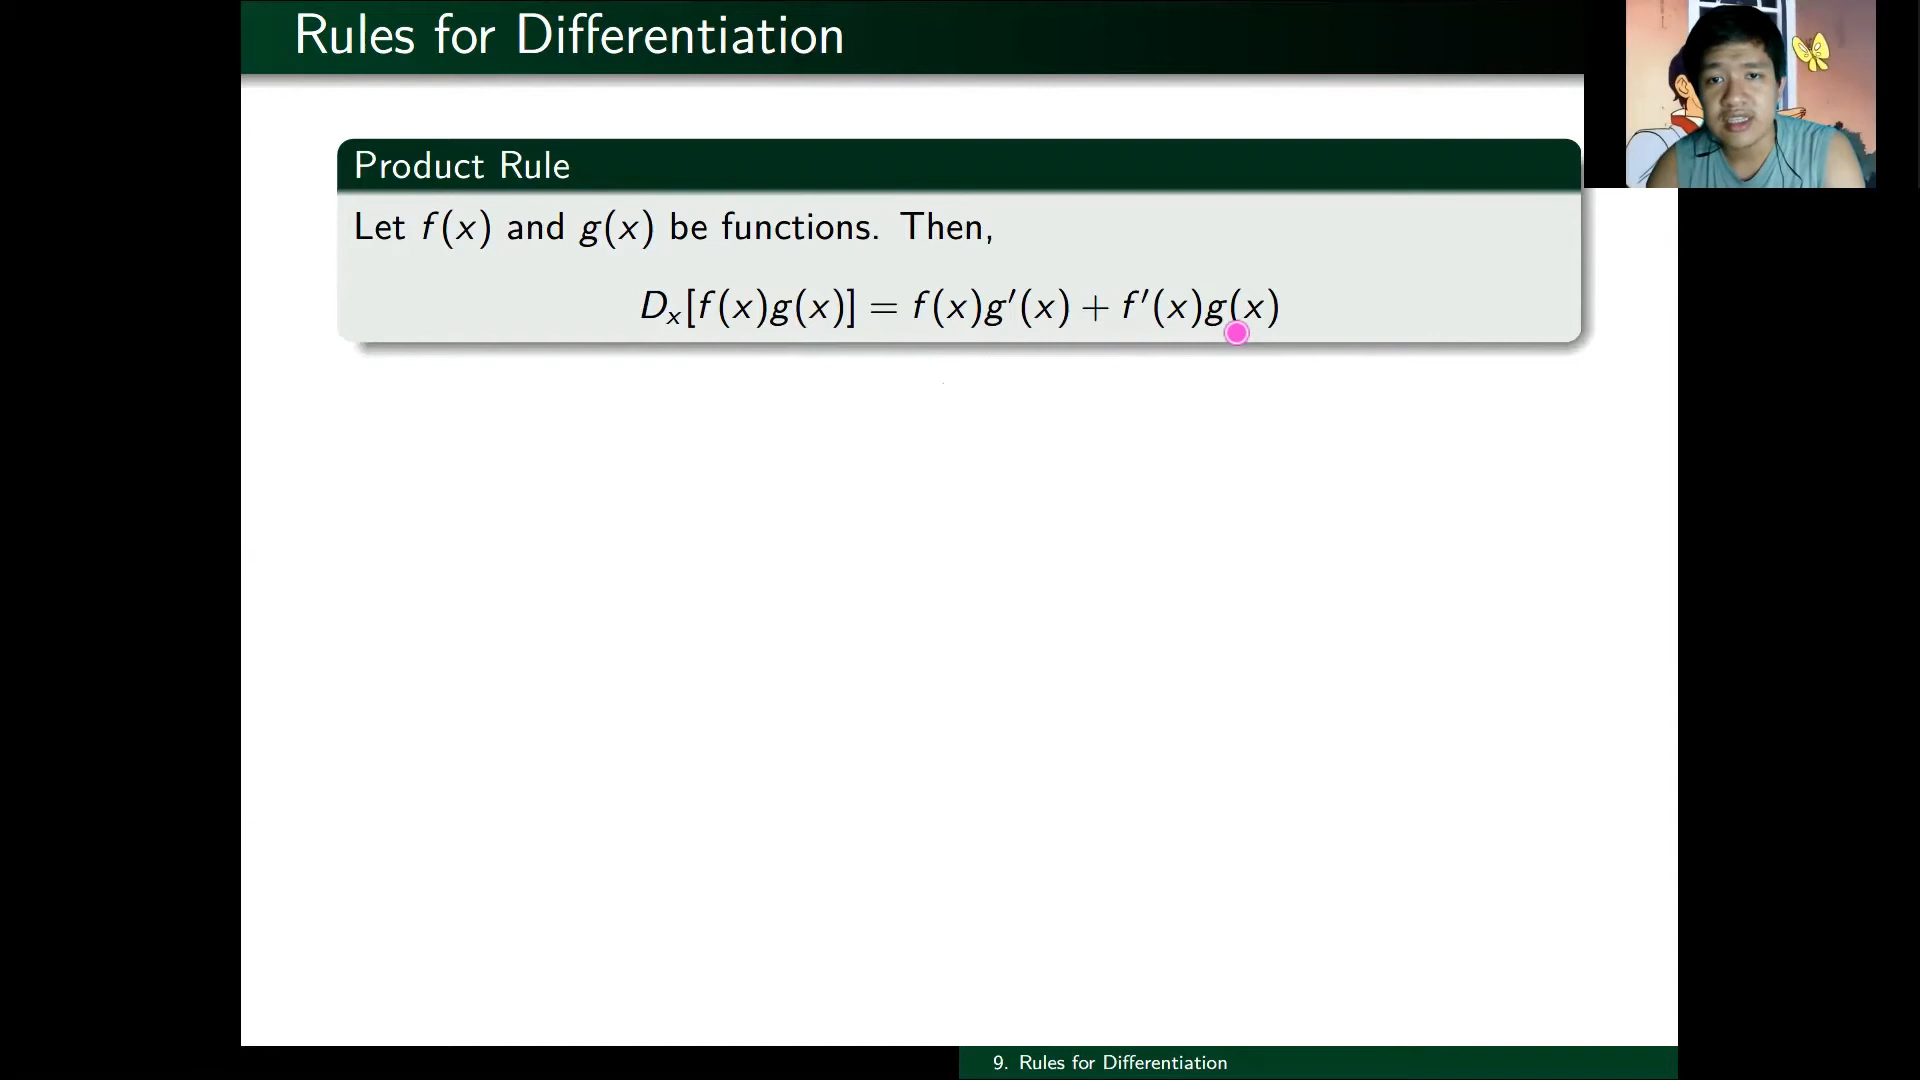 Rules for Differentiation
Product Rule
Let f(x) and g(x) be functions. Then,
Dₓ[f(x)g(x)] = f(x)g′(x) + f′(x)g(x)
9. Rules for Differentiation